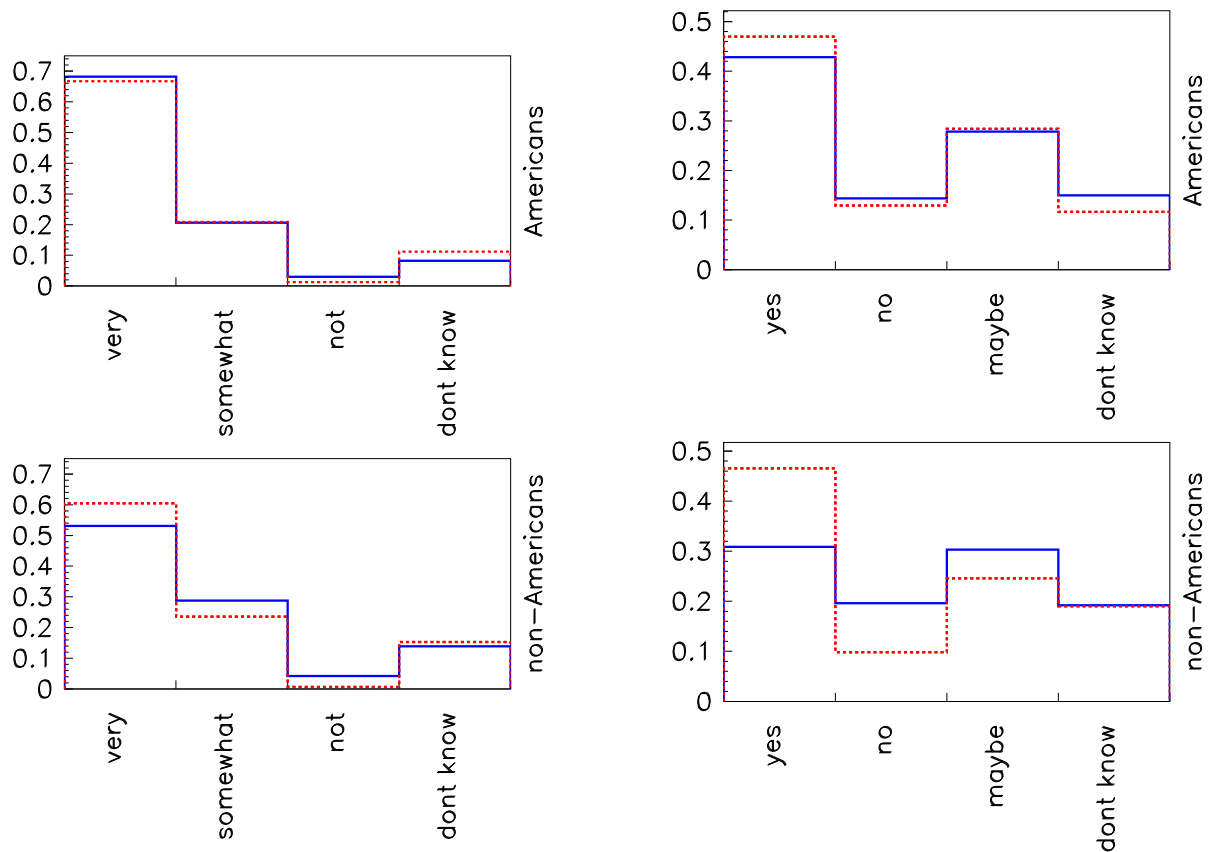 0.7
0.6
0.5
0.4
0.3
0.2
0.1
0
very
somewhat
not
dont know
Americans
0.5
0.4
0.3
0.2
0.1
0
yes
no
maybe
dont know
Americans
0.7
0.6
0.5
0.4
0.3
0.2
0.1
0
very
somewhat
not
dont know
non-Americans
0.5
0.4
0.3
0.2
0.1
0
yes
no
maybe
dont know
non-Americans